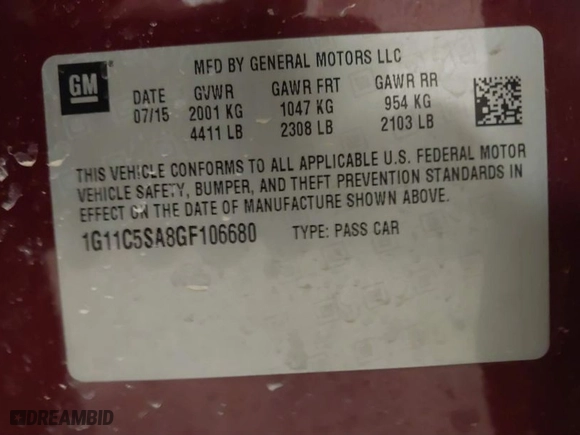 GM
MFD BY GENERAL MOTORS LLC
DATE GVWR GAWR FRT GAWR RR
07/15 2001 KG 1047 KG 954 KG
4411 LB 2308 LB 2103 LB
THIS VEHICLE CONFORMS TO ALL APPLICABLE U.S. FEDERAL MOTOR
VEHICLE SAFETY, BUMPER, AND THEFT PREVENTION STANDARDS IN
EFFECT ON THE DATE OF MANUFACTURE SHOWN ABOVE.
1G11C5SA8GF106680 TYPE: PASS CAR
DREAMBID